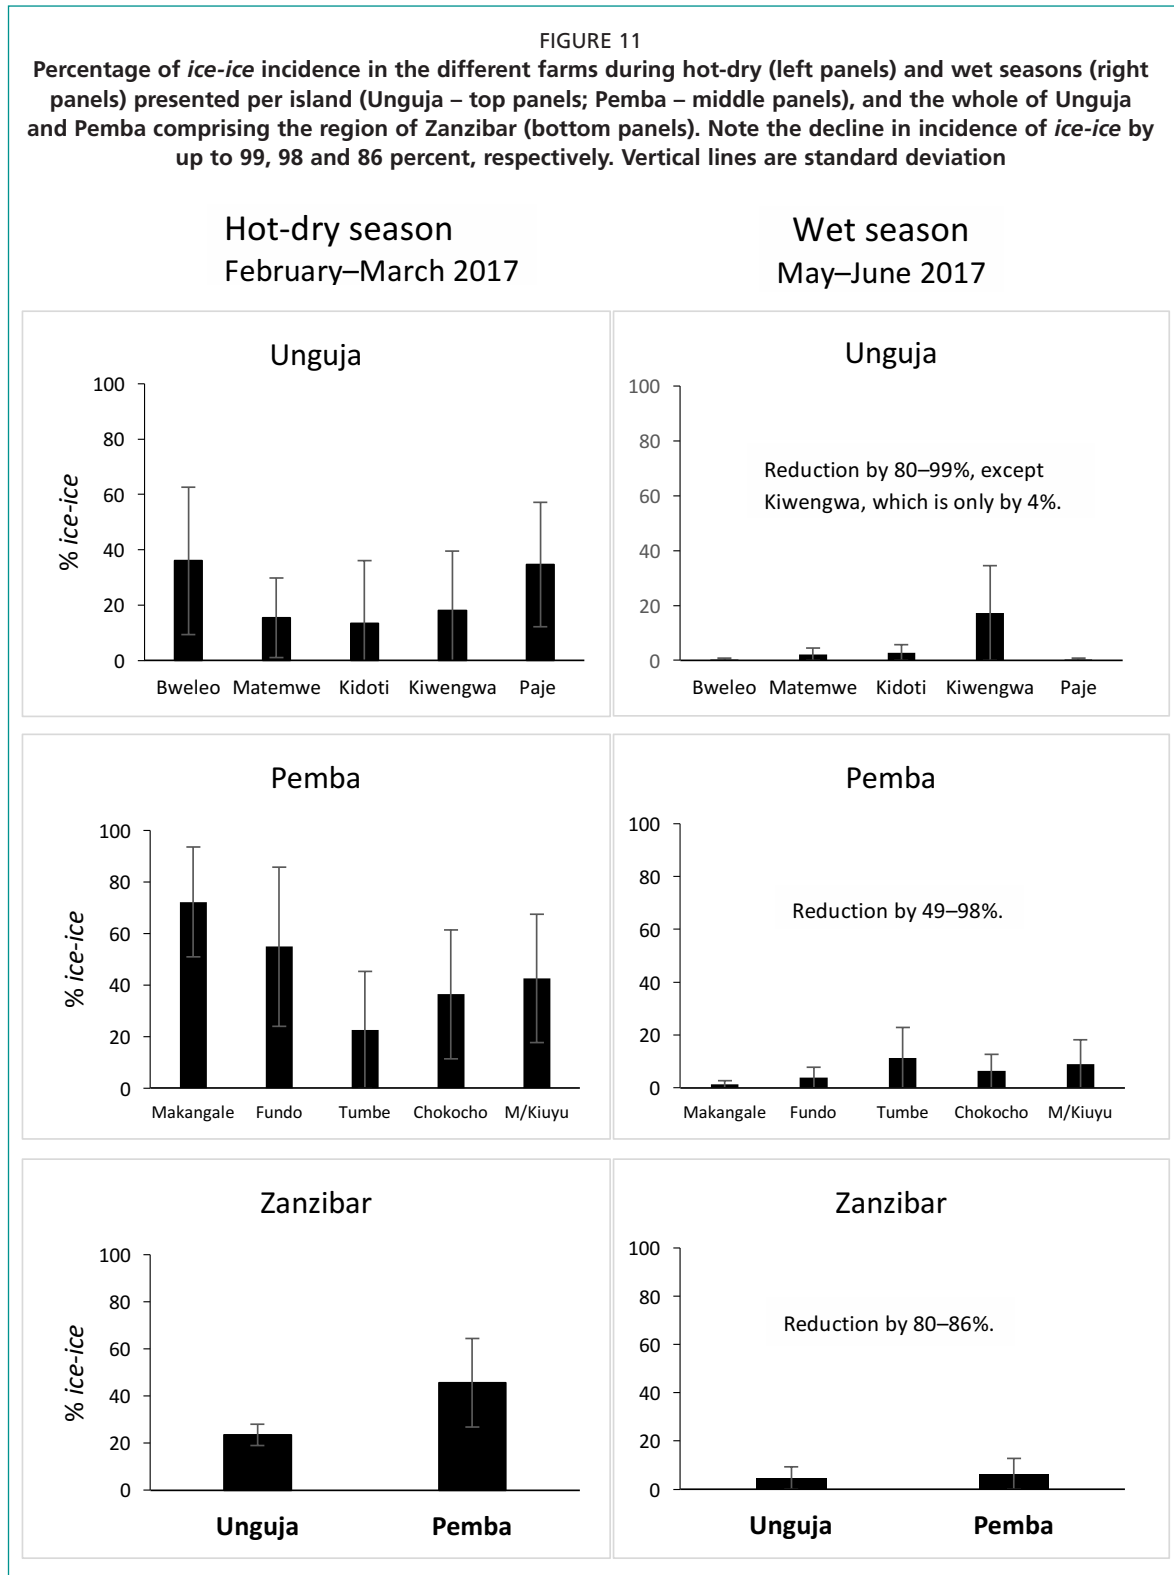 FIGURE 11
Percentage of ice-ice incidence in the different farms during hot-dry (left panels) and wet seasons (right
panels) presented per island (Unguja – top panels; Pemba – middle panels), and the whole of Unguja
and Pemba comprising the region of Zanzibar (bottom panels). Note the decline in incidence of ice-ice by
up to 99, 98 and 86 percent, respectively. Vertical lines are standard deviation
Hot-dry season
February–March 2017
Wet season
May–June 2017
Unguja
% ice-ice
100
80
60
40
20
0
Bweleo Matemwe Kidoti Kiwengwa Paje
Unguja
100
80
60
40
20
0
Reduction by 80–99%, except
Kiwengwa, which is only by 4%.
Bweleo Matemwe Kidoti Kiwengwa Paje
Pemba
% ice-ice
100
80
60
40
20
0
Makangale Fundo Tumbe Chokocho M/Kiuyu
Pemba
100
80
60
40
20
0
Reduction by 49–98%.
Makangale Fundo Tumbe Chokocho M/Kiuyu
Zanzibar
% ice-ice
100
80
60
40
20
0
Unguja Pemba
Zanzibar
100
80
60
40
20
0
Reduction by 80–86%.
Unguja Pemba